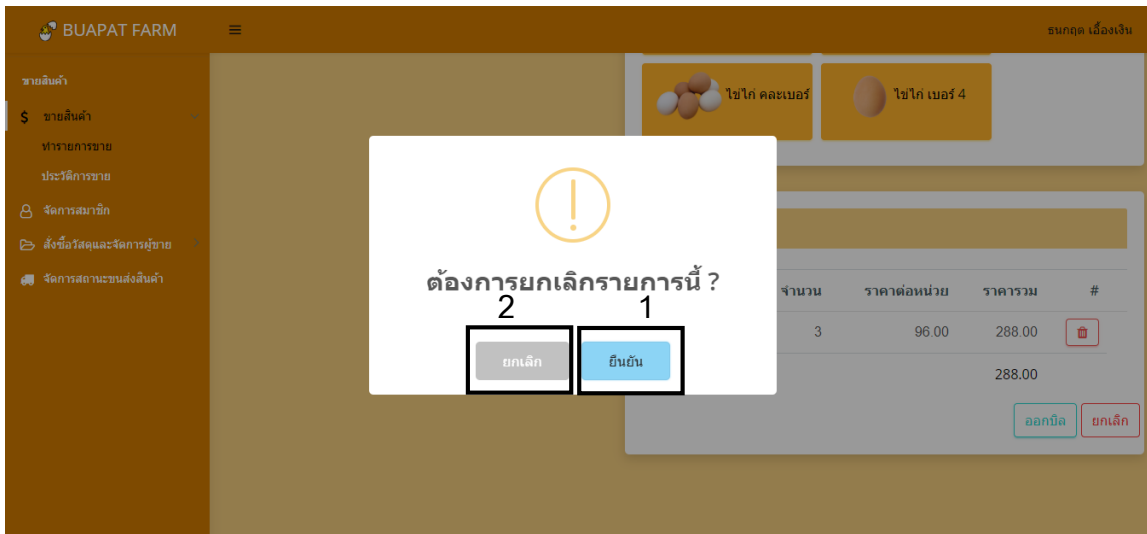 BUAPAT FARM
ธนกฤต เอื้องเงิน
ขายสินค้า
$ ขายสินค้า
ทำรายการขาย
ประวัติการขาย
จัดการสมาชิก
สั่งซื้อวัสดุและจัดการผู้ขาย
จัดการสถานะขนส่งสินค้า
ไข่ไก่ คละเบอร์
ไข่ไก่ เบอร์ 4
ต้องการยกเลิกรายการนี้ ?
2 1
ยกเลิก ยืนยัน
จำนวน ราคาต่อหน่วย ราคารวม #
3 96.00 288.00
288.00
ออกบิล ยกเลิก